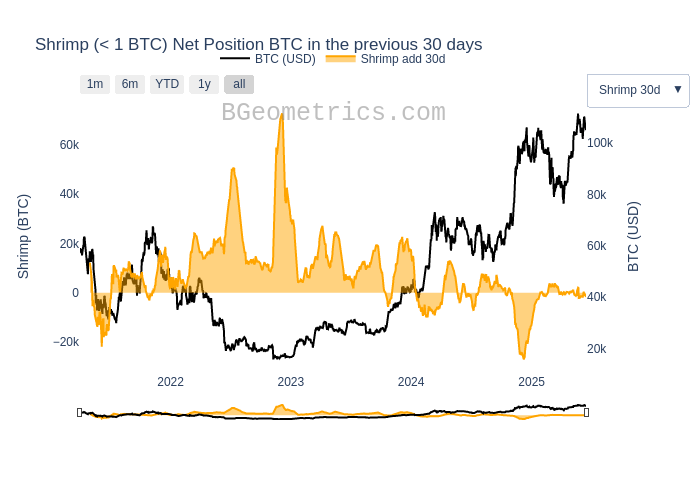 Shrimp (< 1 BTC) Net Position BTC in the previous 30 days
BTC (USD) Shrimp add 30d
1m 6m YTD 1y all
Shrimp 30d ▼
BGeometrics.com
60k
40k
20k
0
−20k
Shrimp (BTC)
100k
80k
60k
40k
20k
BTC (USD)
2022 2023 2024 2025